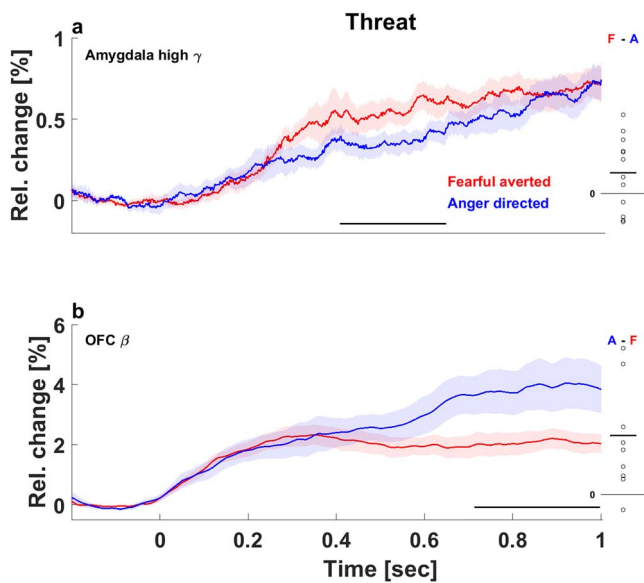 Threat
a
F - A
1
Amygdala high γ
Rel. change [%]
0.5
Fearful averted
Anger directed
0
0
b
6
OFC β
A - F
Rel. change [%]
4
2
0
0
0 0.2 0.4 0.6 0.8 1
Time [sec]